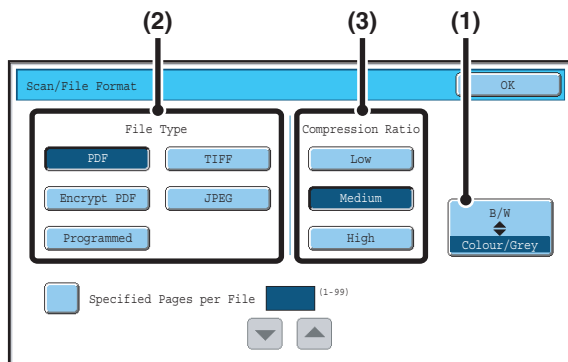 (2) (3) (1)
Scan/File Format OK
File Type Compression Ratio
PDF TIFF Low
Encrypt PDF JPEG Medium
B/W
Programmed High Colour/Grey
Specified Pages per File (1-99)